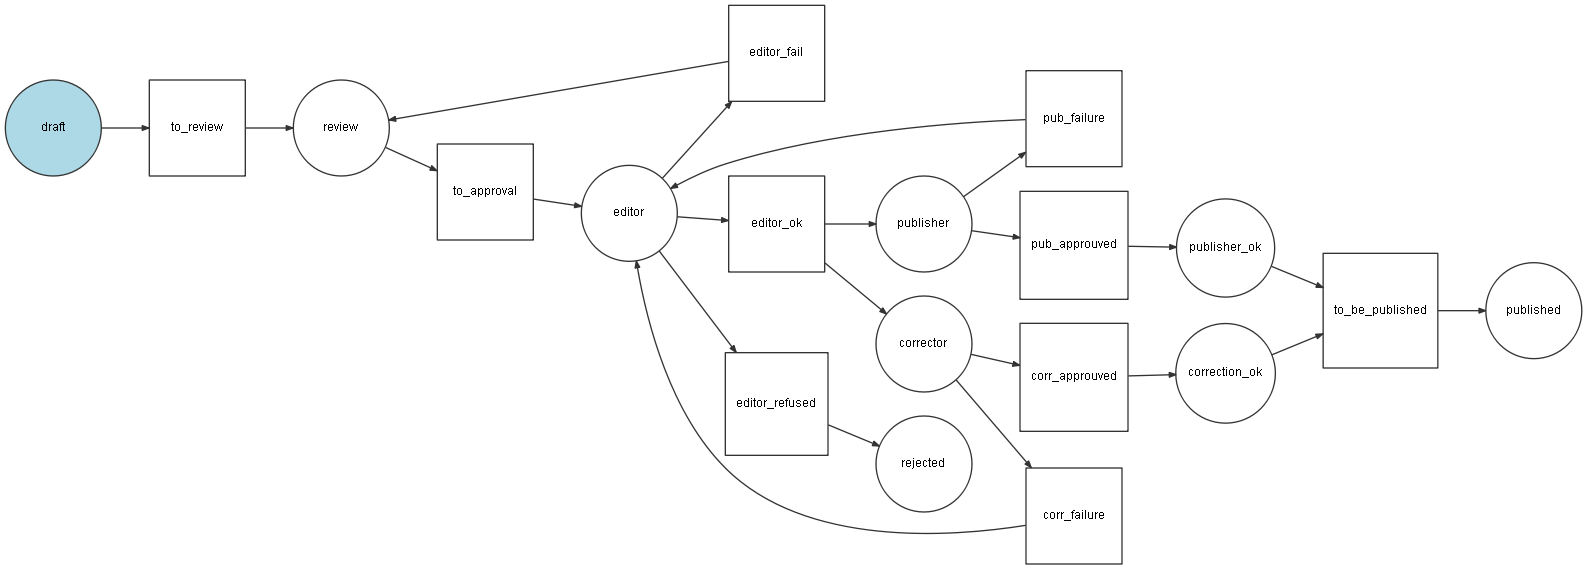 draft
to_review
review
to_approval
editor
editor_fail
editor_ok
editor_refused
publisher
corrector
rejected
pub_failure
pub_approuved
corr_approuved
corr_failure
publisher_ok
correction_ok
to_be_published
published